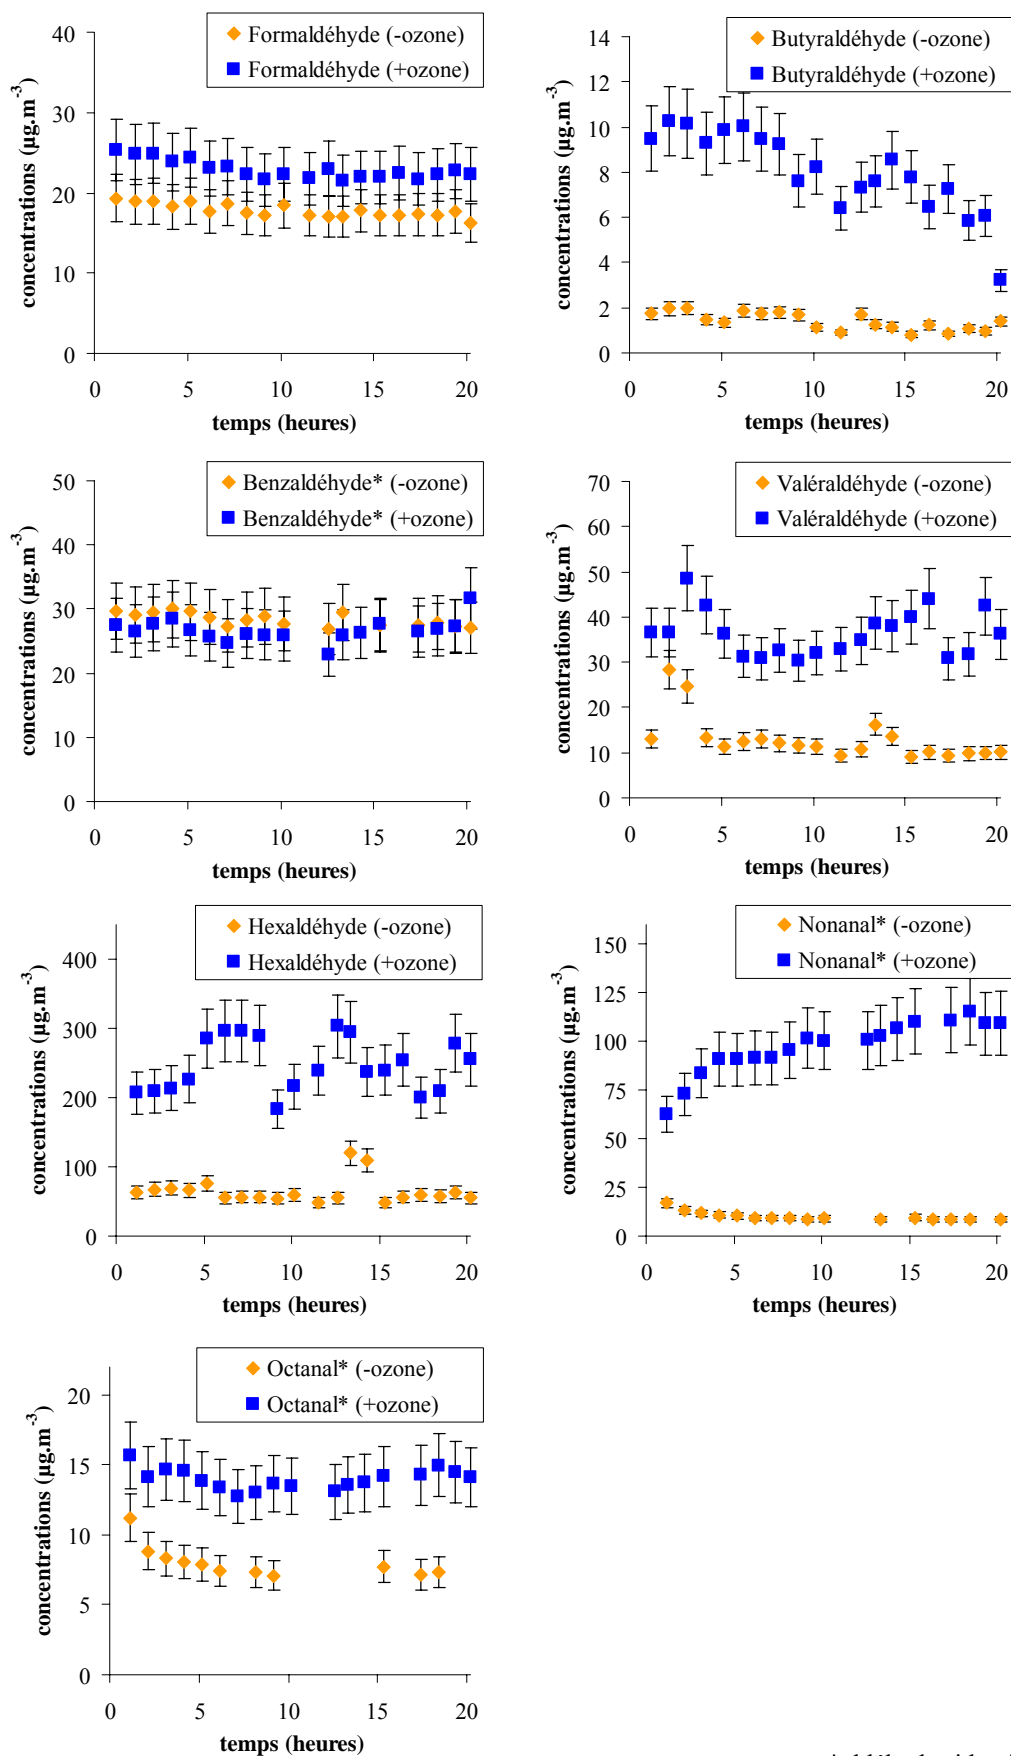 Formaldéhyde (-ozone)
Formaldéhyde (+ozone)
concentrations (µg.m-3)
40
30
20
10
0
0 5 10 15 20
temps (heures)
Butyraldéhyde (-ozone)
Butyraldéhyde (+ozone)
concentrations (µg.m-3)
14
12
10
8
6
4
2
0
0 5 10 15 20
temps (heures)
Benzaldéhyde* (-ozone)
Benzaldéhyde* (+ozone)
concentrations (µg.m-3)
50
40
30
20
10
0
0 5 10 15 20
temps (heures)
Valéraldéhyde (-ozone)
Valéraldéhyde (+ozone)
concentrations (µg.m-3)
70
60
50
40
30
20
10
0
0 5 10 15 20
temps (heures)
Hexaldéhyde (-ozone)
Hexaldéhyde (+ozone)
concentrations (µg.m-3)
400
300
200
100
0
0 5 10 15 20
temps (heures)
Nonanal* (-ozone)
Nonanal* (+ozone)
concentrations (µg.m-3)
150
125
100
75
50
25
0
0 5 10 15 20
temps (heures)
Octanal* (-ozone)
Octanal* (+ozone)
concentrations (µg.m-3)
20
15
10
5
0
0 5 10 15 20
temps (heures)